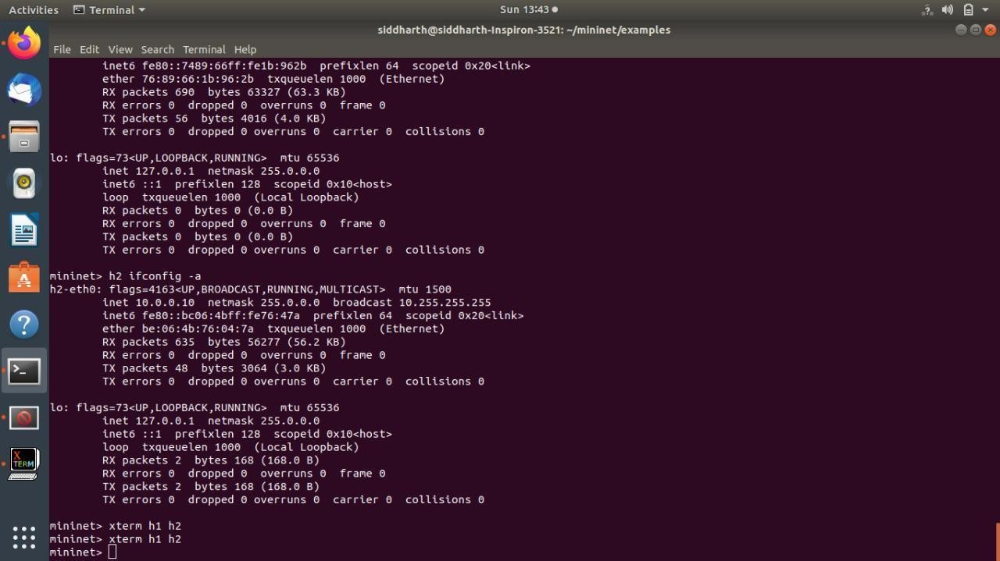 Activities Terminal Sun 13:43
siddharth@siddharth-Inspiron-3521: ~/mininet/examples
File Edit View Search Terminal Help
inet6 fe80::7489:66ff:fe1b:962b prefixlen 64 scopeid 0x20<link>
ether 76:89:66:1b:96:2b txqueuelen 1000 (Ethernet)
RX packets 690 bytes 63327 (63.3 KB)
RX errors 0 dropped 0 overruns 0 frame 0
TX packets 56 bytes 4016 (4.0 KB)
TX errors 0 dropped 0 overruns 0 carrier 0 collisions 0
lo: flags=73<UP,LOOPBACK,RUNNING> mtu 65536
inet 127.0.0.1 netmask 255.0.0.0
inet6 ::1 prefixlen 128 scopeid 0x10<host>
loop txqueuelen 1000 (Local Loopback)
RX packets 0 bytes 0 (0.0 B)
RX errors 0 dropped 0 overruns 0 frame 0
TX packets 0 bytes 0 (0.0 B)
TX errors 0 dropped 0 overruns 0 carrier 0 collisions 0
mininet> h2 ifconfig -a
h2-eth0: flags=4163<UP,BROADCAST,RUNNING,MULTICAST> mtu 1500
inet 10.0.0.10 netmask 255.0.0.0 broadcast 10.255.255.255
inet6 fe80::bc06:4bff:fe76:47a prefixlen 64 scopeid 0x20<link>
ether be:06:4b:76:04:7a txqueuelen 1000 (Ethernet)
RX packets 635 bytes 56277 (56.2 KB)
RX errors 0 dropped 0 overruns 0 frame 0
TX packets 48 bytes 3064 (3.0 KB)
TX errors 0 dropped 0 overruns 0 carrier 0 collisions 0
lo: flags=73<UP,LOOPBACK,RUNNING> mtu 65536
inet 127.0.0.1 netmask 255.0.0.0
inet6 ::1 prefixlen 128 scopeid 0x10<host>
loop txqueuelen 1000 (Local Loopback)
RX packets 2 bytes 168 (168.0 B)
RX errors 0 dropped 0 overruns 0 frame 0
TX packets 2 bytes 168 (168.0 B)
TX errors 0 dropped 0 overruns 0 carrier 0 collisions 0
X
TERM
mininet> xterm h1 h2
mininet> xterm h1 h2
mininet>